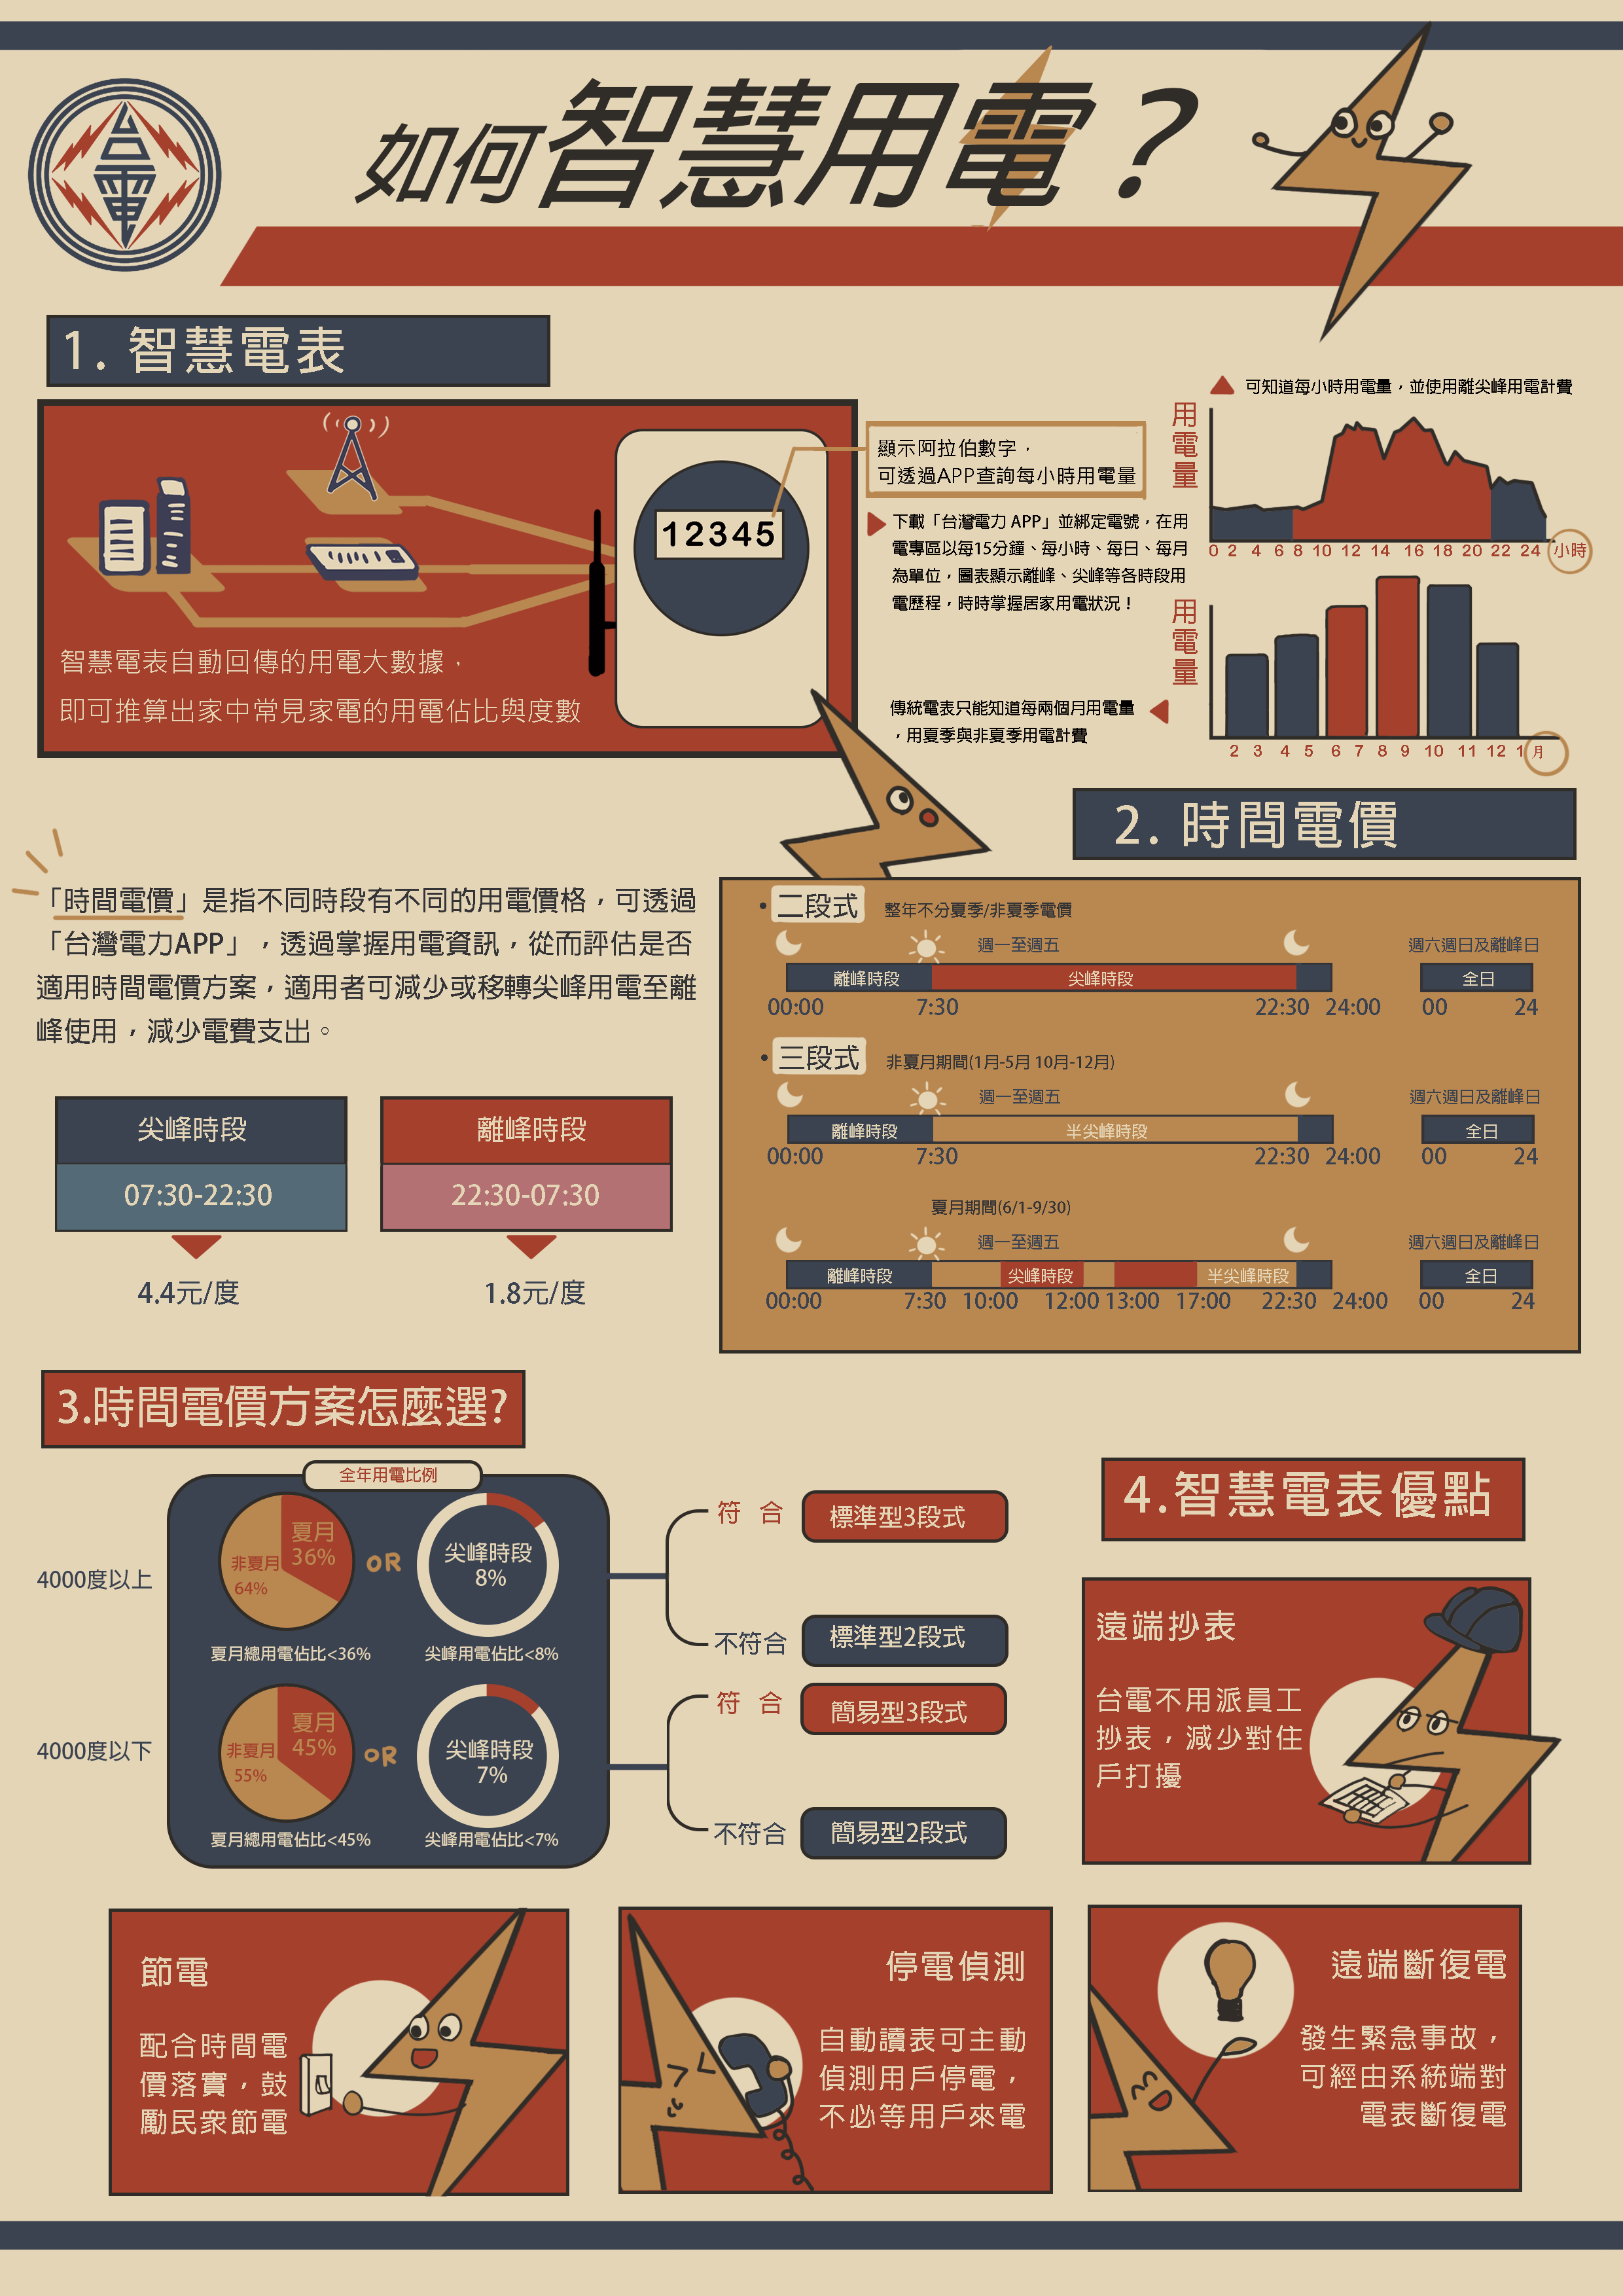 台電
如何智慧用電？
1. 智慧電表
12345
智慧電表自動回傳的用電大數據，
即可推算出家中常見家電的用電佔比與度數
顯示阿拉伯數字，
可透過APP查詢每小時用電量
下載「台灣電力 APP」並綁定電號，在用
電專區以每15分鐘、每小時、每日、每月
為單位，圖表顯示離峰、尖峰等各時段用
電歷程，時時掌握居家用電狀況！
可知道每小時用電量，並使用離尖峰用電計費
用電量
0 2 4 6 8 10 12 14 16 18 20 22 24 小時
傳統電表只能知道每兩個月用電量
，用夏季與非夏季用電計費
用電量
2 3 4 5 6 7 8 9 10 11 12 1 月
2. 時間電價
「時間電價」是指不同時段有不同的用電價格，可透過
「台灣電力APP」，透過掌握用電資訊，從而評估是否
適用時間電價方案，適用者可減少或移轉尖峰用電至離
峰使用，減少電費支出。
尖峰時段
07:30-22:30
4.4元/度
離峰時段
22:30-07:30
1.8元/度
• 二段式 整年不分夏季/非夏季電價
週一至週五 週六週日及離峰日
離峰時段 尖峰時段 全日
00:00 7:30 22:30 24:00 00 24
• 三段式 非夏月期間(1月-5月 10月-12月)
週一至週五 週六週日及離峰日
離峰時段 半尖峰時段 全日
00:00 7:30 22:30 24:00 00 24
夏月期間(6/1-9/30)
週一至週五 週六週日及離峰日
離峰時段 尖峰時段 半尖峰時段 全日
00:00 7:30 10:00 12:00 13:00 17:00 22:30 24:00 00 24
3.時間電價方案怎麼選?
全年用電比例
4000度以上
夏月
36%
非夏月
64%
OR
尖峰時段
8%
夏月總用電佔比<36%
尖峰用電佔比<8%
符 合 標準型3段式
不符合 標準型2段式
4000度以下
夏月
45%
非夏月
55%
OR
尖峰時段
7%
夏月總用電佔比<45%
尖峰用電佔比<7%
符 合 簡易型3段式
不符合 簡易型2段式
4.智慧電表優點
遠端抄表
台電不用派員工
抄表，減少對住
戶打擾
節電
配合時間電
價落實，鼓
勵民眾節電
停電偵測
自動讀表可主動
偵測用戶停電，
不必等用戶來電
遠端斷復電
發生緊急事故，
可經由系統端對
電表斷復電